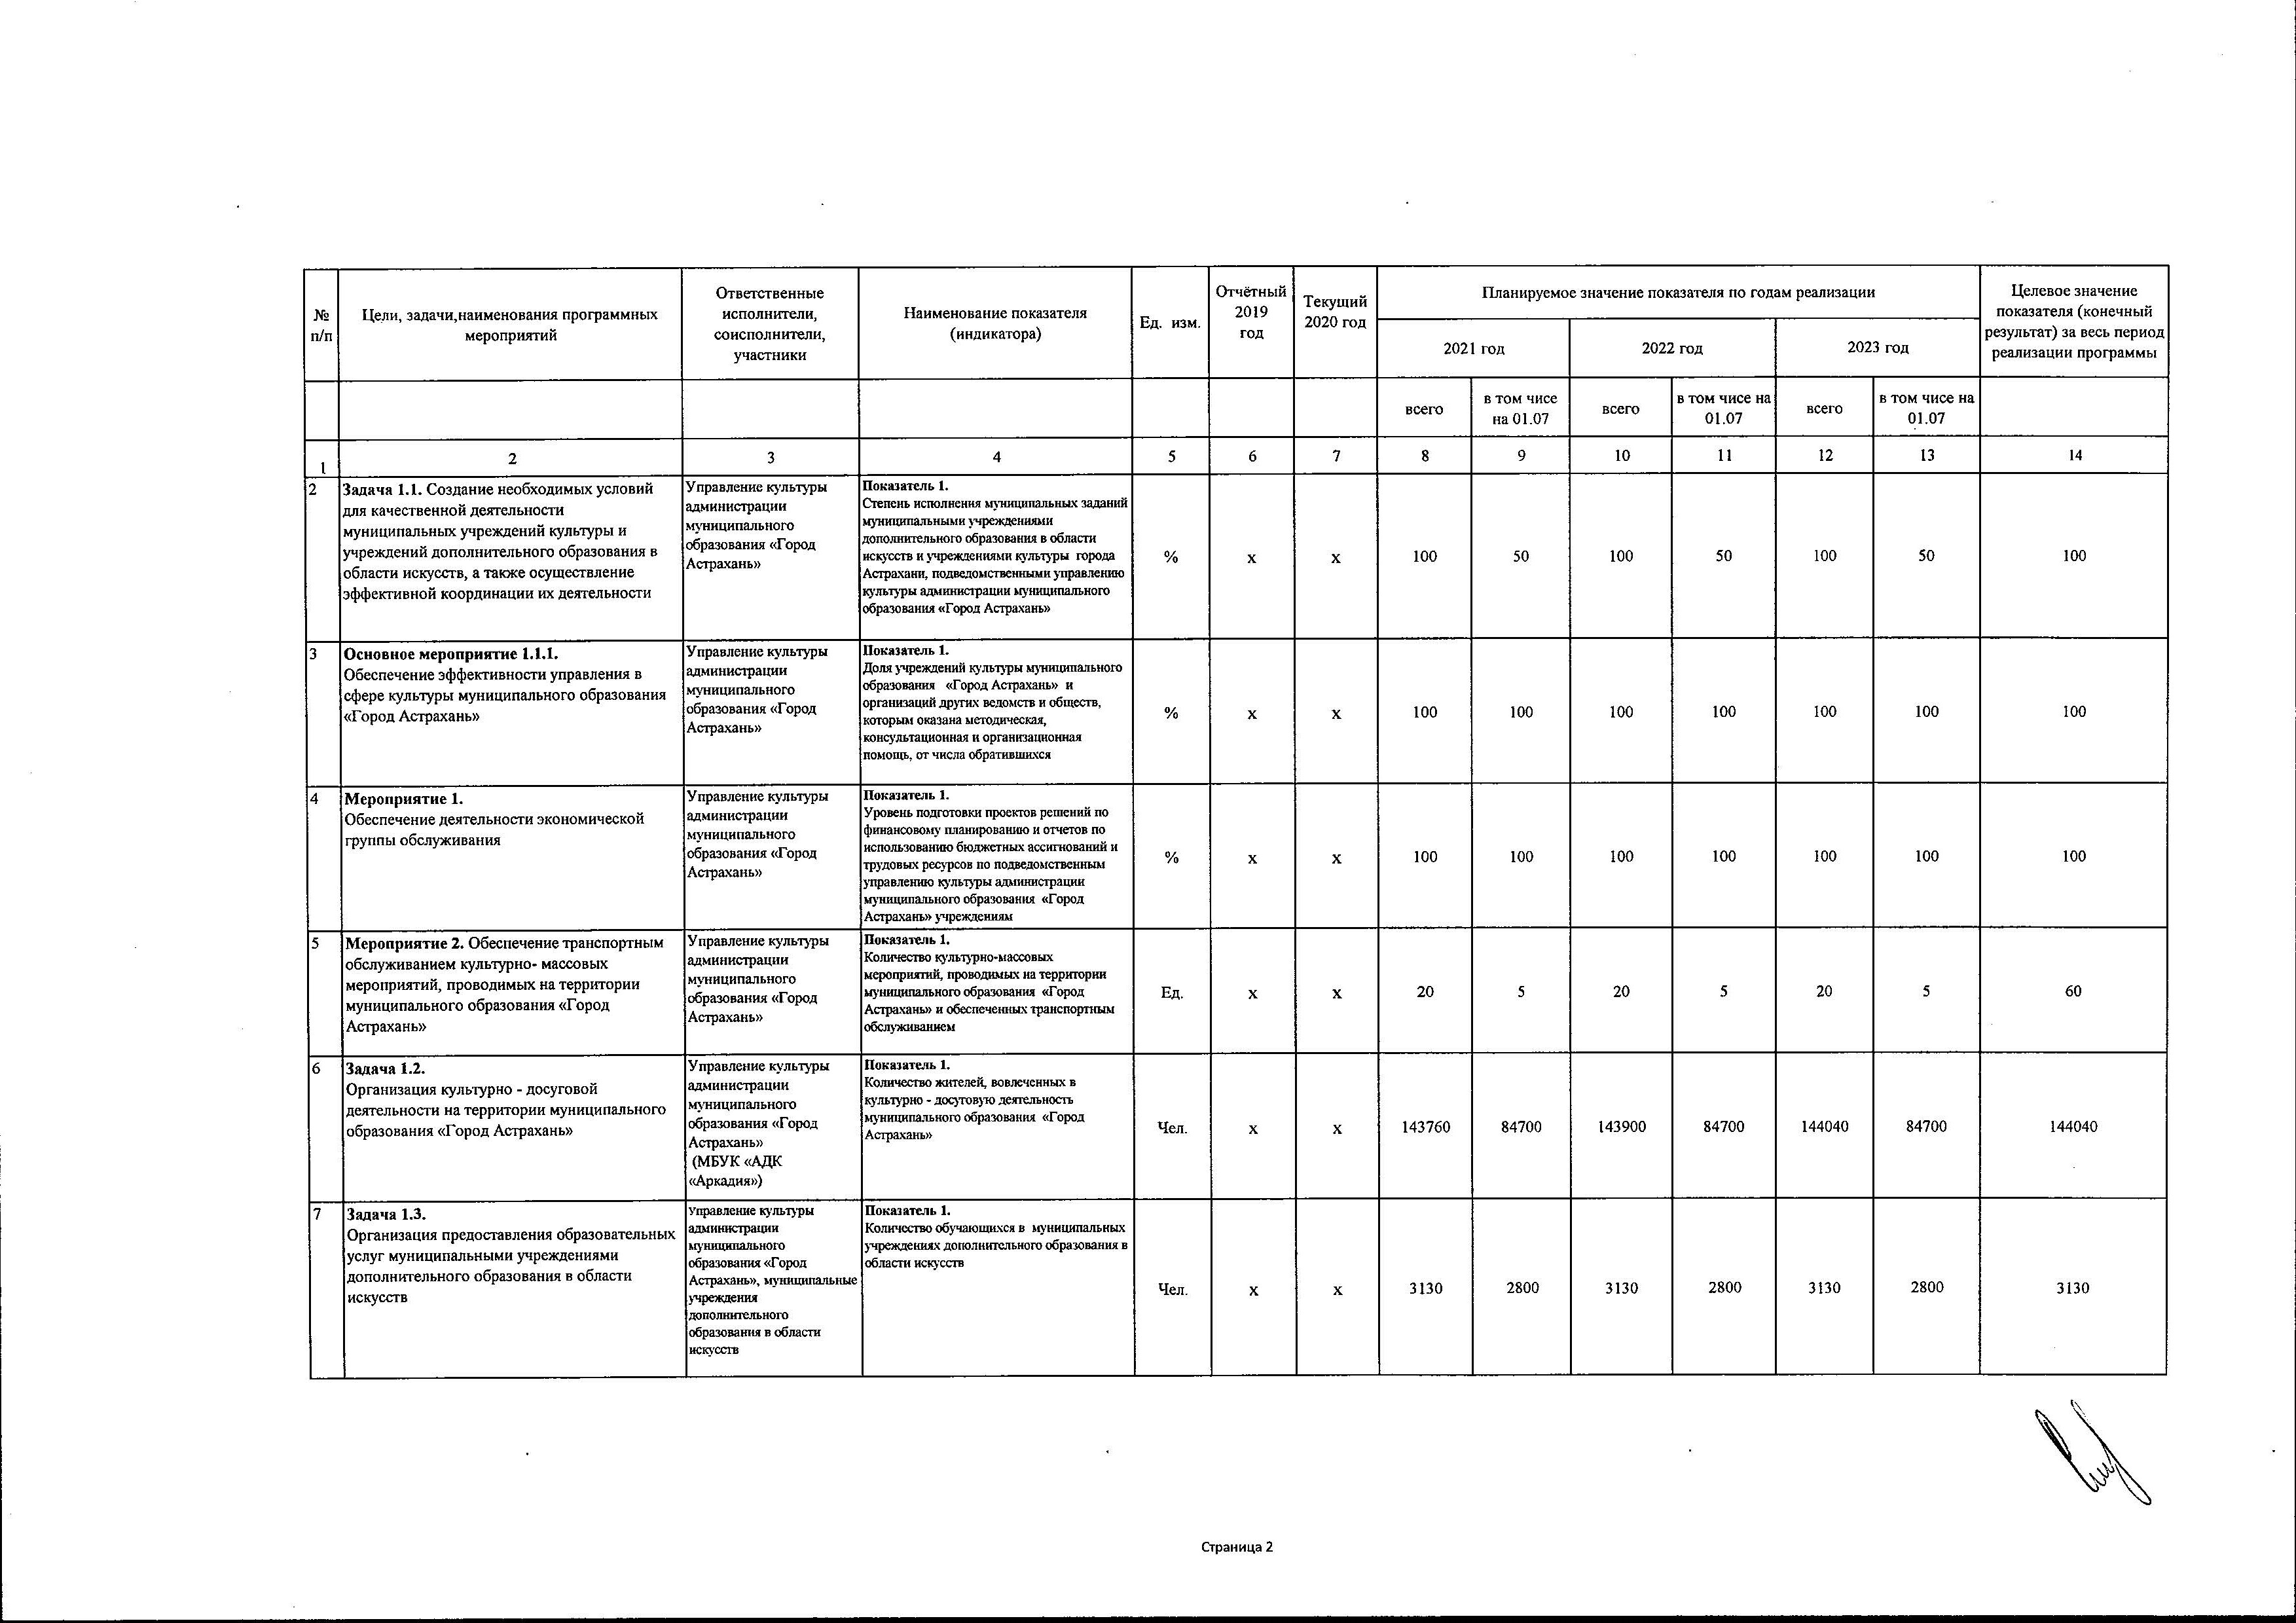 №
п/п
Цели, задачи,наименования программных
мероприятий
Ответственные
исполнители,
соисполнители,
участники
Наименование показателя
(индикатора)
Ед. изм.
Отчётный
2019
год
Текущий
2020 год
Планируемое значение показателя по годам реализации
2021 год
2022 год
2023 год
Целевое значение
показателя (конечный
результат) за весь период
реализации программы
всего
в том чисе
на 01.07
всего
в том чисе на
01.07
всего
в том чисе на
01.07
1
2
3
4
5
6
7
8
9
10
11
12
13
14
2
Задача 1.1. Создание необходимых условий
для качественной деятельности
муниципальных учреждений культуры и
учреждений дополнительного образования в
области искусств, а также осуществление
эффективной координации их деятельности
Управление культуры
администрации
муниципального
образования «Город
Астрахань»
Показатель 1.
Степень исполнения муниципальных заданий
муниципальными учреждениями
дополнительного образования в области
искусств и учреждениями культуры города
Астрахани, подведомственными управлению
культуры администрации муниципального
образования «Город Астрахань»
%
х
х
100
50
100
50
100
50
100
3
Основное мероприятие 1.1.1.
Обеспечение эффективности управления в
сфере культуры муниципального образования
«Город Астрахань»
Управление культуры
администрации
муниципального
образования «Город
Астрахань»
Показатель 1.
Доля учреждений культуры муниципального
образования «Город Астрахань» и
организаций других ведомств и обществ,
которым оказана методическая,
консультационная и организационная
помощь, от числа обратившихся
%
х
х
100
100
100
100
100
100
100
4
Мероприятие 1.
Обеспечение деятельности экономической
группы обслуживания
Управление культуры
администрации
муниципального
образования «Город
Астрахань»
Показатель 1.
Уровень подготовки проектов решений по
финансовому планированию и отчетов по
использованию бюджетных ассигнований и
трудовых ресурсов по подведомственным
управлению культуры администрации
муниципального образования «Город
Астрахань» учреждениям
%
х
х
100
100
100
100
100
100
100
5
Мероприятие 2. Обеспечение транспортным
обслуживанием культурно- массовых
мероприятий, проводимых на территории
муниципального образования «Город
Астрахань»
Управление культуры
администрации
муниципального
образования «Город
Астрахань»
Показатель 1.
Количество культурно-массовых
мероприятий, проводимых на территории
муниципального образования «Город
Астрахань» и обеспеченных транспортным
обслуживанием
Ед.
х
х
20
5
20
5
20
5
60
6
Задача 1.2.
Организация культурно - досуговой
деятельности на территории муниципального
образования «Город Астрахань»
Управление культуры
администрации
муниципального
образования «Город
Астрахань»
(МБУК «АДК
«Аркадия»)
Показатель 1.
Количество жителей, вовлеченных в
культурно - досуговую деятельность
муниципального образования «Город
Астрахань»
Чел.
х
х
143760
84700
143900
84700
144040
84700
144040
7
Задача 1.3.
Организация предоставления образовательных
услуг муниципальными учреждениями
дополнительного образования в области
искусств
Управление культуры
администрации
муниципального
образования «Город
Астрахань», муниципальные
учреждения
дополнительного
образования в области
искусств
Показатель 1.
Количество обучающихся в муниципальных
учреждениях дополнительного образования в
области искусств
Чел.
х
х
3130
2800
3130
2800
3130
2800
3130
Страница 2